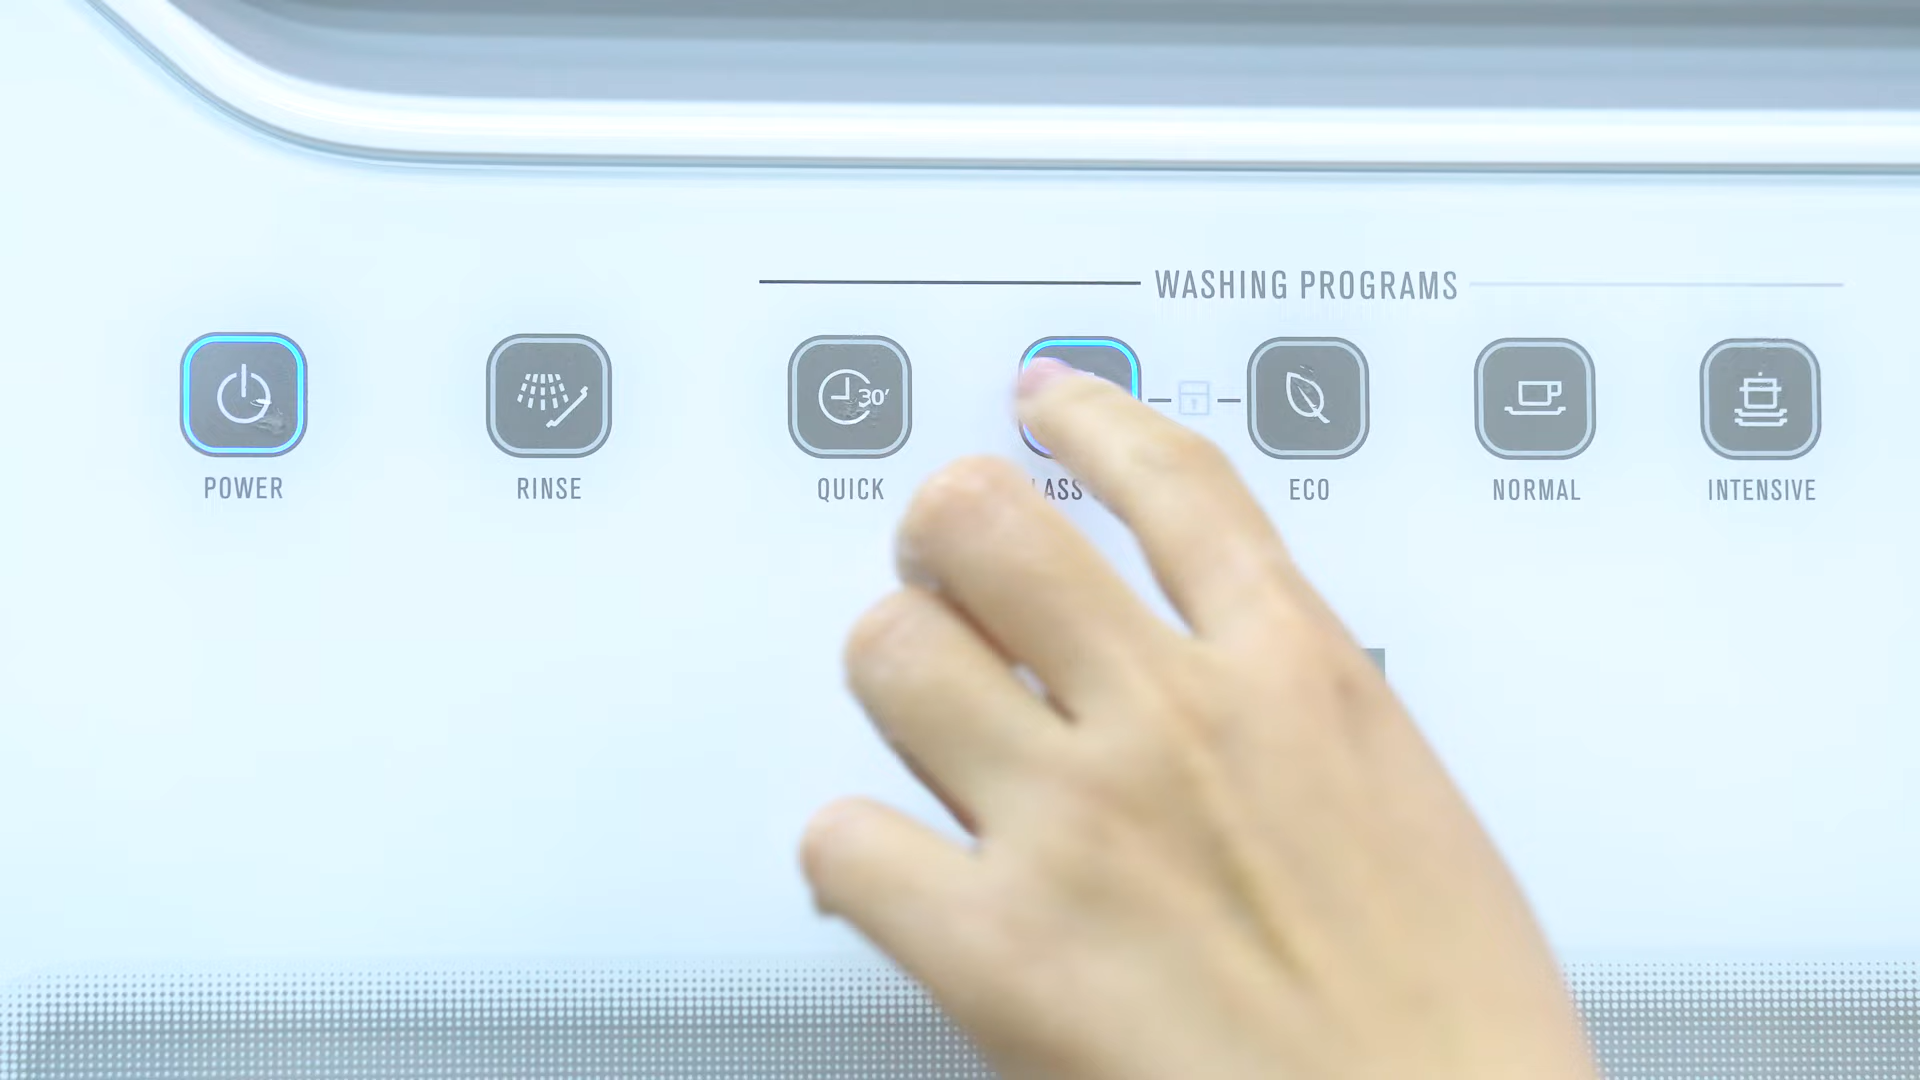 WASHING PROGRAMS
30'
POWER
RINSE
QUICK
ECO
NORMAL
INTENSIVE